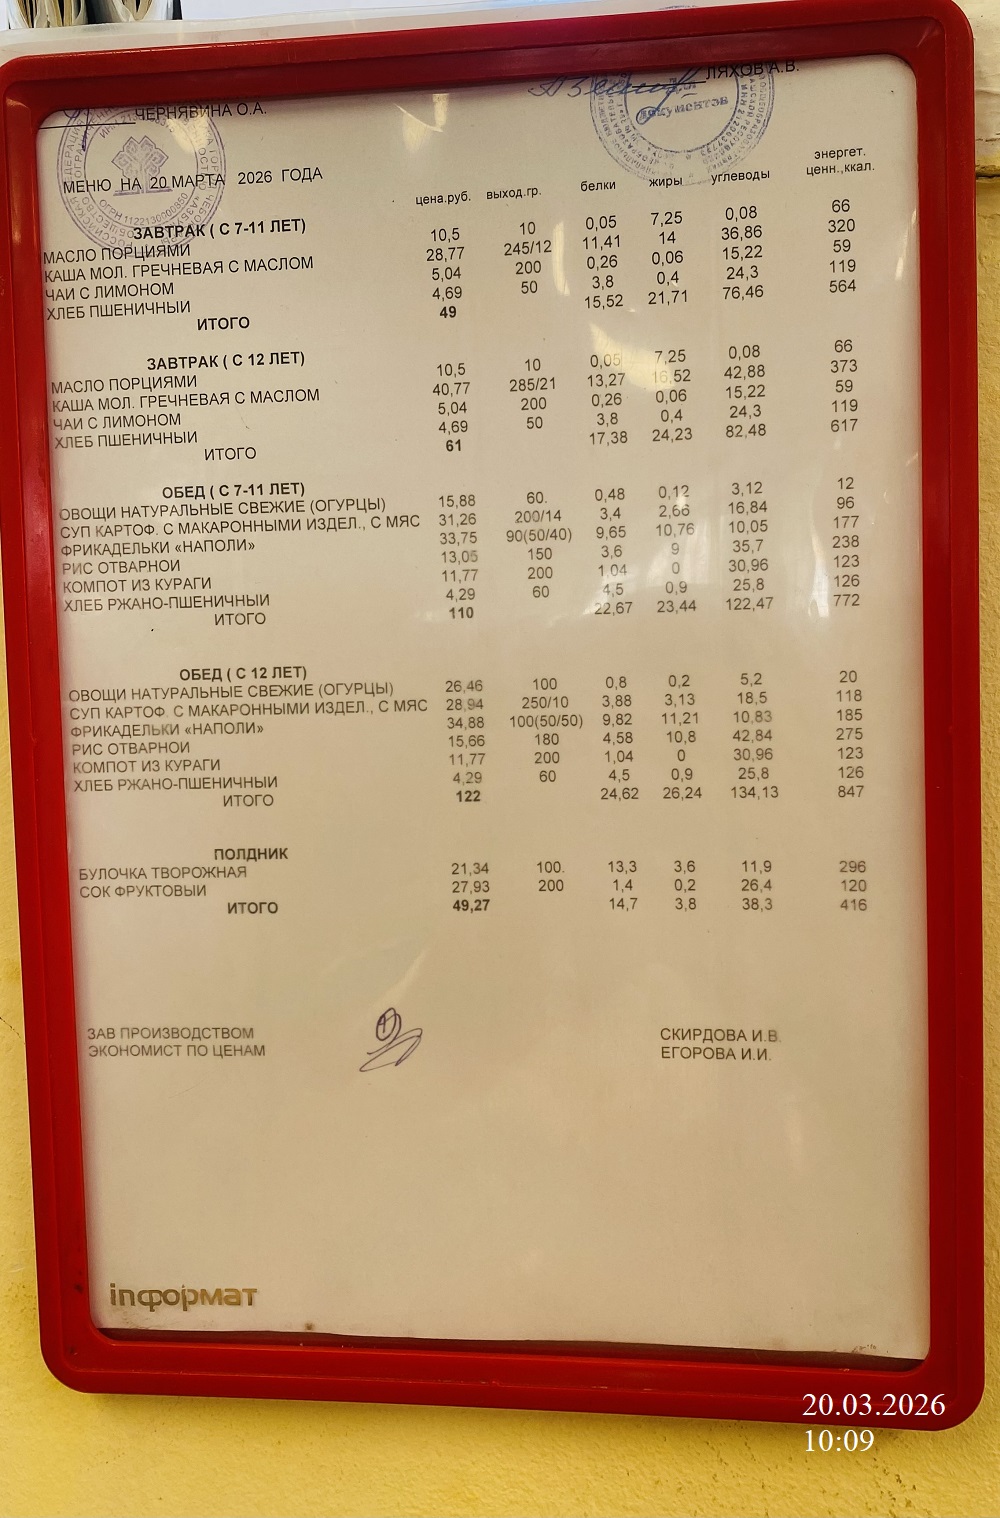 ЧЕРНЯВИНА О.А.
ЛЯХОВ А.В.
документов
МЕНЮ НА 20 МАРТА 2026 ГОДА
цена.руб. выход.гр. белки жиры углеводы энергет. ценн.,ккал.
ЗАВТРАК ( С 7-11 ЛЕТ)
МАСЛО ПОРЦИЯМИ 10,5 10 0,05 7,25 0,08 66
КАША МОЛ. ГРЕЧНЕВАЯ С МАСЛОМ 28,77 245/12 11,41 14 36,86 320
ЧАЙ С ЛИМОНОМ 5,04 200 0,26 0,06 15,22 59
ХЛЕБ ПШЕНИЧНЫЙ 4,69 50 3,8 0,4 24,3 119
ИТОГО 49 15,52 21,71 76,46 564
ЗАВТРАК ( С 12 ЛЕТ)
МАСЛО ПОРЦИЯМИ 10,5 10 0,05 7,25 0,08 66
КАША МОЛ. ГРЕЧНЕВАЯ С МАСЛОМ 40,77 285/21 13,27 16,52 42,88 373
ЧАЙ С ЛИМОНОМ 5,04 200 0,26 0,06 15,22 59
ХЛЕБ ПШЕНИЧНЫЙ 4,69 50 3,8 0,4 24,3 119
ИТОГО 61 17,38 24,23 82,48 617
ОБЕД ( С 7-11 ЛЕТ)
ОВОЩИ НАТУРАЛЬНЫЕ СВЕЖИЕ (ОГУРЦЫ) 15,88 60. 0,48 0,12 3,12 12
СУП КАРТОФ. С МАКАРОННЫМИ ИЗДЕЛ., С МЯС 31,26 200/14 3,4 2,66 16,84 96
ФРИКАДЕЛЬКИ «НАПОЛИ» 33,75 90(50/40) 9,65 10,76 10,05 177
РИС ОТВАРНОЙ 13,05 150 3,6 9 35,7 238
КОМПОТ ИЗ КУРАГИ 11,77 200 1,04 0 30,96 123
ХЛЕБ РЖАНО-ПШЕНИЧНЫЙ 4,29 60 4,5 0,9 25,8 126
ИТОГО 110 22,67 23,44 122,47 772
ОБЕД ( С 12 ЛЕТ)
ОВОЩИ НАТУРАЛЬНЫЕ СВЕЖИЕ (ОГУРЦЫ) 26,46 100 0,8 0,2 5,2 20
СУП КАРТОФ. С МАКАРОННЫМИ ИЗДЕЛ., С МЯС 28,94 250/10 3,88 3,13 18,5 118
ФРИКАДЕЛЬКИ «НАПОЛИ» 34,88 100(50/50) 9,82 11,21 10,83 185
РИС ОТВАРНОЙ 15,66 180 4,58 10,8 42,84 275
КОМПОТ ИЗ КУРАГИ 11,77 200 1,04 0 30,96 123
ХЛЕБ РЖАНО-ПШЕНИЧНЫЙ 4,29 60 4,5 0,9 25,8 126
ИТОГО 122 24,62 26,24 134,13 847
ПОЛДНИК
БУЛОЧКА ТВОРОЖНАЯ 21,34 100. 13,3 3,6 11,9 296
СОК ФРУКТОВЫЙ 27,93 200 1,4 0,2 26,4 120
ИТОГО 49,27 14,7 3,8 38,3 416
ЗАВ ПРОИЗВОДСТВОМ СКИРДОВА И.В.
ЭКОНОМИСТ ПО ЦЕНАМ ЕГОРОВА И.И.
inформат
20.03.2026
10:09